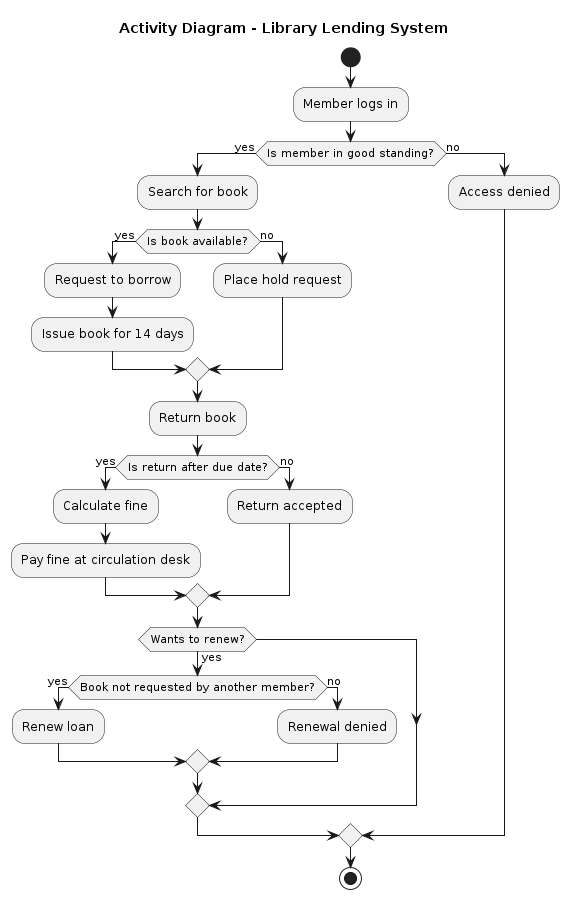 Activity Diagram - Library Lending System
Member logs in
yes
Is member in good standing?
no
Search for book
Access denied
yes
Is book available?
no
Request to borrow
Place hold request
Issue book for 14 days
Return book
yes
Is return after due date?
no
Calculate fine
Return accepted
Pay fine at circulation desk
Wants to renew?
yes
yes
Book not requested by another member?
no
Renew loan
Renewal denied